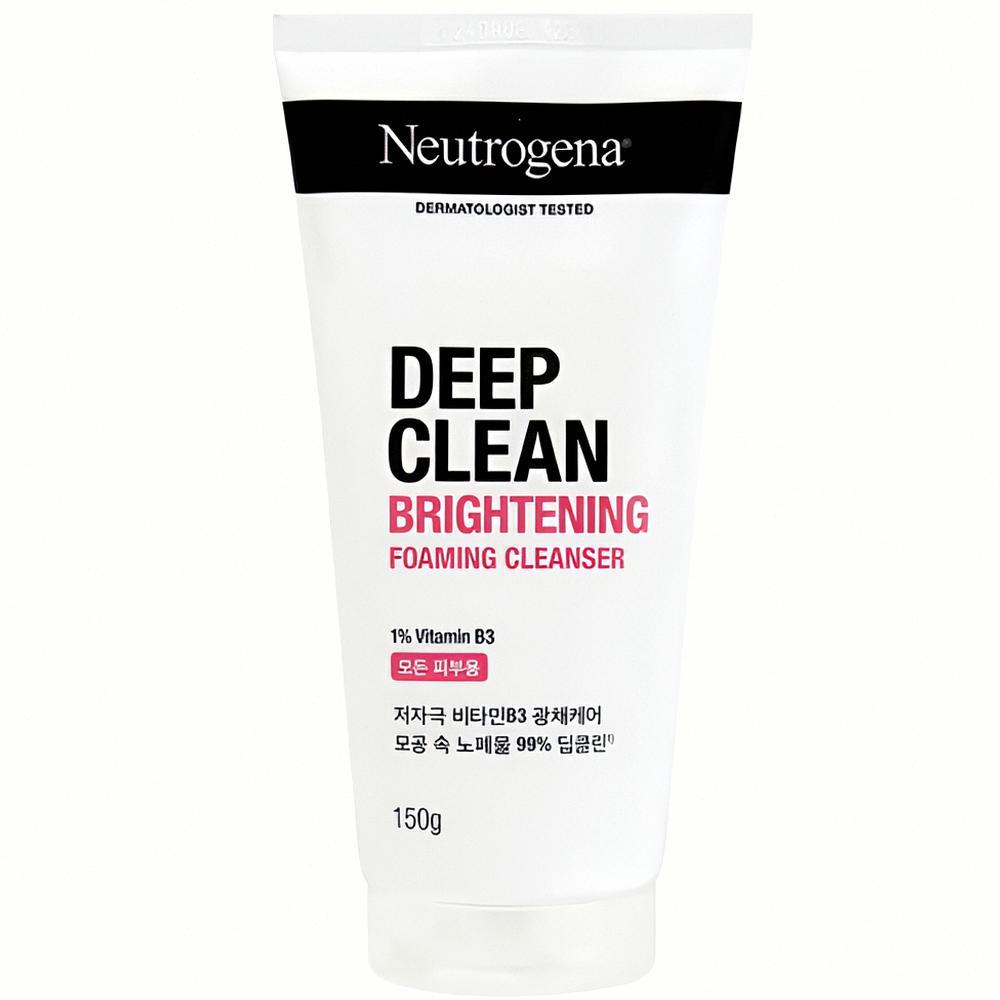 Neutrogena®
DERMATOLOGIST TESTED
DEEP
CLEAN
BRIGHTENING
FOAMING CLEANSER
1% Vitamin B3
모든 피부용
저자극 비타민B3 광채케어
모공 속 노폐물 99% 딥클린¹⁾
150g